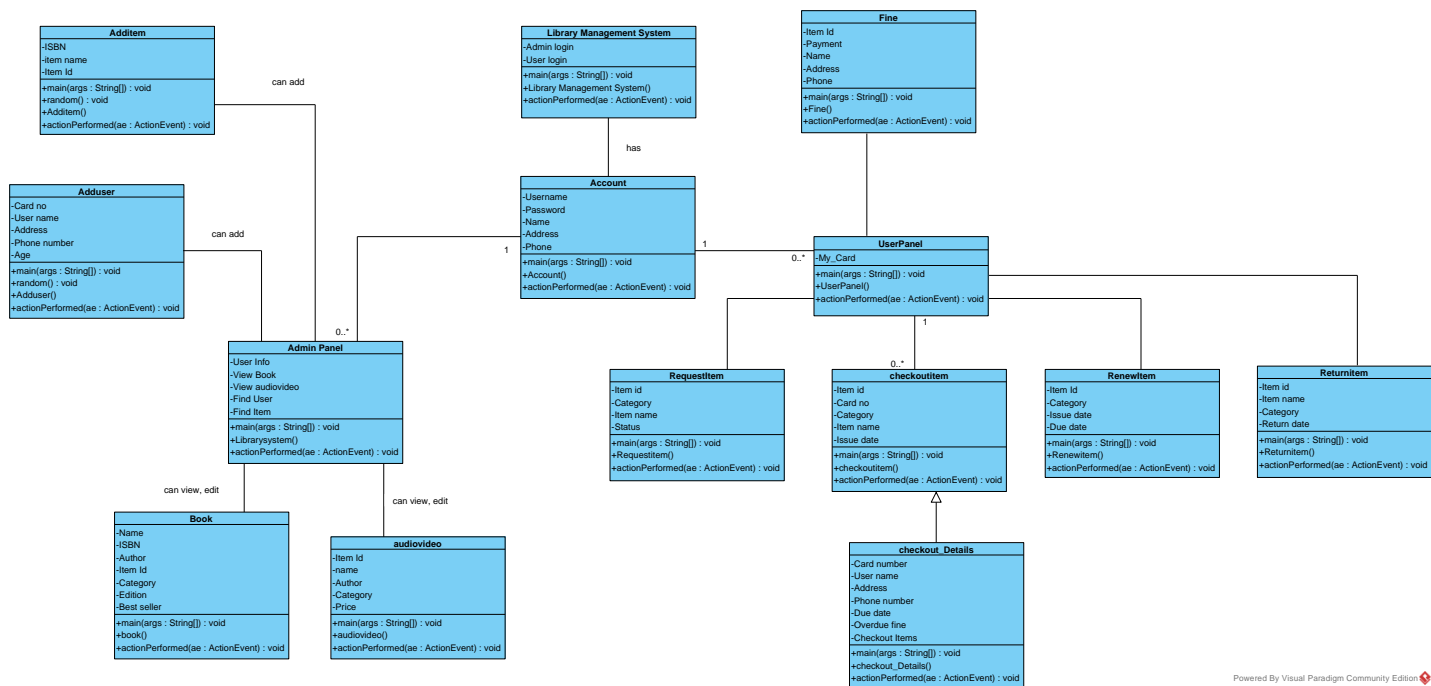 Additem
-ISBN
-item name
-Item Id
+main(args : String[]) : void
+random() : void
+Additem()
+actionPerformed(ae : ActionEvent) : void
can add
Library Management System
-Admin login
-User login
+main(args : String[]) : void
+Library Management System()
+actionPerformed(ae : ActionEvent) : void
has
Fine
-Item Id
-Payment
-Name
-Address
-Phone
+main(args : String[]) : void
+Fine()
+actionPerformed(ae : ActionEvent) : void
Adduser
-Card no
-User name
-Address
-Phone number
-Age
+main(args : String[]) : void
+random() : void
+Adduser()
+actionPerformed(ae : ActionEvent) : void
can add
Account
-Username
-Password
-Name
-Address
-Phone
+main(args : String[]) : void
+Account()
+actionPerformed(ae : ActionEvent) : void
1
1
0..*
0..*
UserPanel
-My_Card
+main(args : String[]) : void
+UserPanel()
+actionPerformed(ae : ActionEvent) : void
1
0..*
Admin Panel
-User Info
-View Book
-View audiovideo
-Find User
-Find Item
+main(args : String[]) : void
+Librarysystem()
+actionPerformed(ae : ActionEvent) : void
can view, edit
can view, edit
RequestItem
-Item id
-Category
-Item name
-Status
+main(args : String[]) : void
+Requestitem()
+actionPerformed(ae : ActionEvent) : void
checkoutitem
-Item id
-Card no
-Category
-Item name
-Issue date
+main(args : String[]) : void
+checkoutitem()
+actionPerformed(ae : ActionEvent) : void
RenewItem
-Item Id
-Category
-Issue date
-Due date
+main(args : String[]) : void
+Renewitem()
+actionPerformed(ae : ActionEvent) : void
Returnitem
-Item id
-Item name
-Category
-Return date
+main(args : String[]) : void
+Returnitem()
+actionPerformed(ae : ActionEvent) : void
Book
-Name
-ISBN
-Author
-Item Id
-Category
-Edition
-Best seller
+main(args : String[]) : void
+book()
+actionPerformed(ae : ActionEvent) : void
audiovideo
-Item Id
-name
-Author
-Category
-Price
+main(args : String[]) : void
+audiovideo()
+actionPerformed(ae : ActionEvent) : void
checkout_Details
-Card number
-User name
-Address
-Phone number
-Due date
-Overdue fine
-Checkout Items
+main(args : String[]) : void
+checkout_Details()
+actionPerformed(ae : ActionEvent) : void
Powered By Visual Paradigm Community Edition